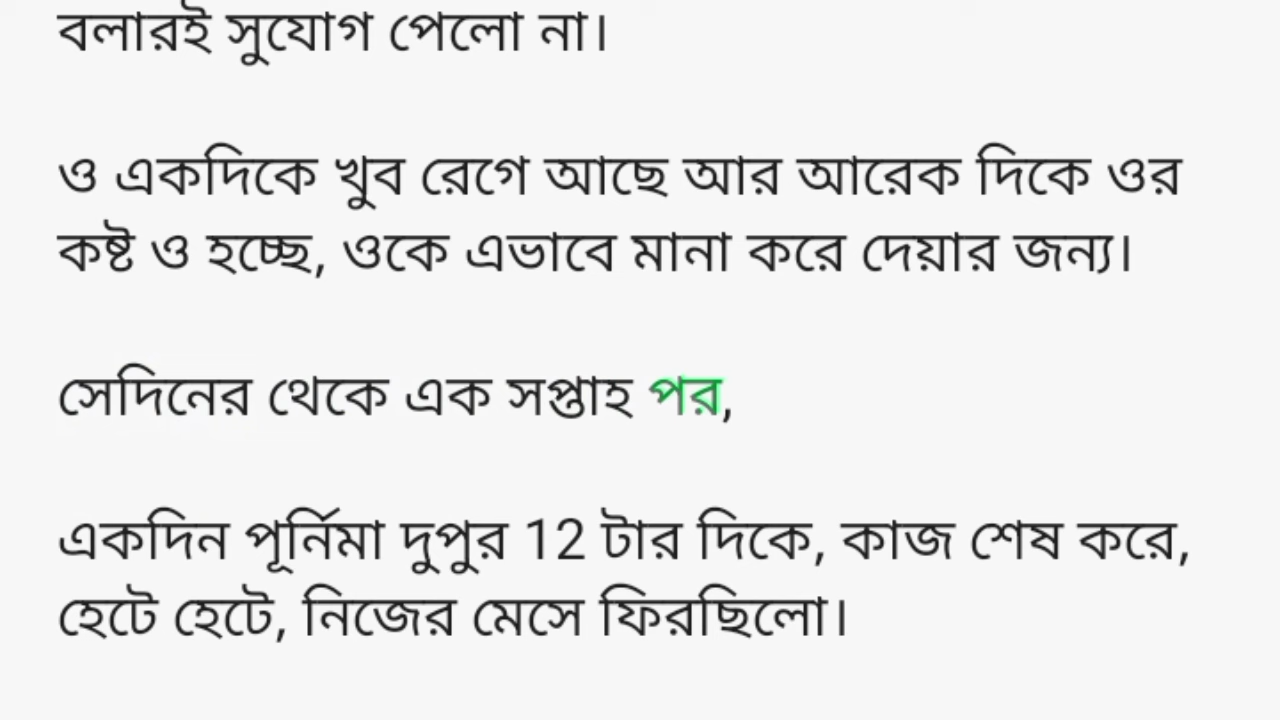 বলারই সুযোগ পেলো না।
ও একদিকে খুব রেগে আছে আর আরেক দিকে ওর
কষ্ট ও হচ্ছে, ওকে এভাবে মানা করে দেয়ার জন্য।
সেদিনের থেকে এক সপ্তাহ পর,
একদিন পূর্নিমা দুপুর 12 টার দিকে, কাজ শেষ করে,
হেটে হেটে, নিজের মেসে ফিরছিলো।